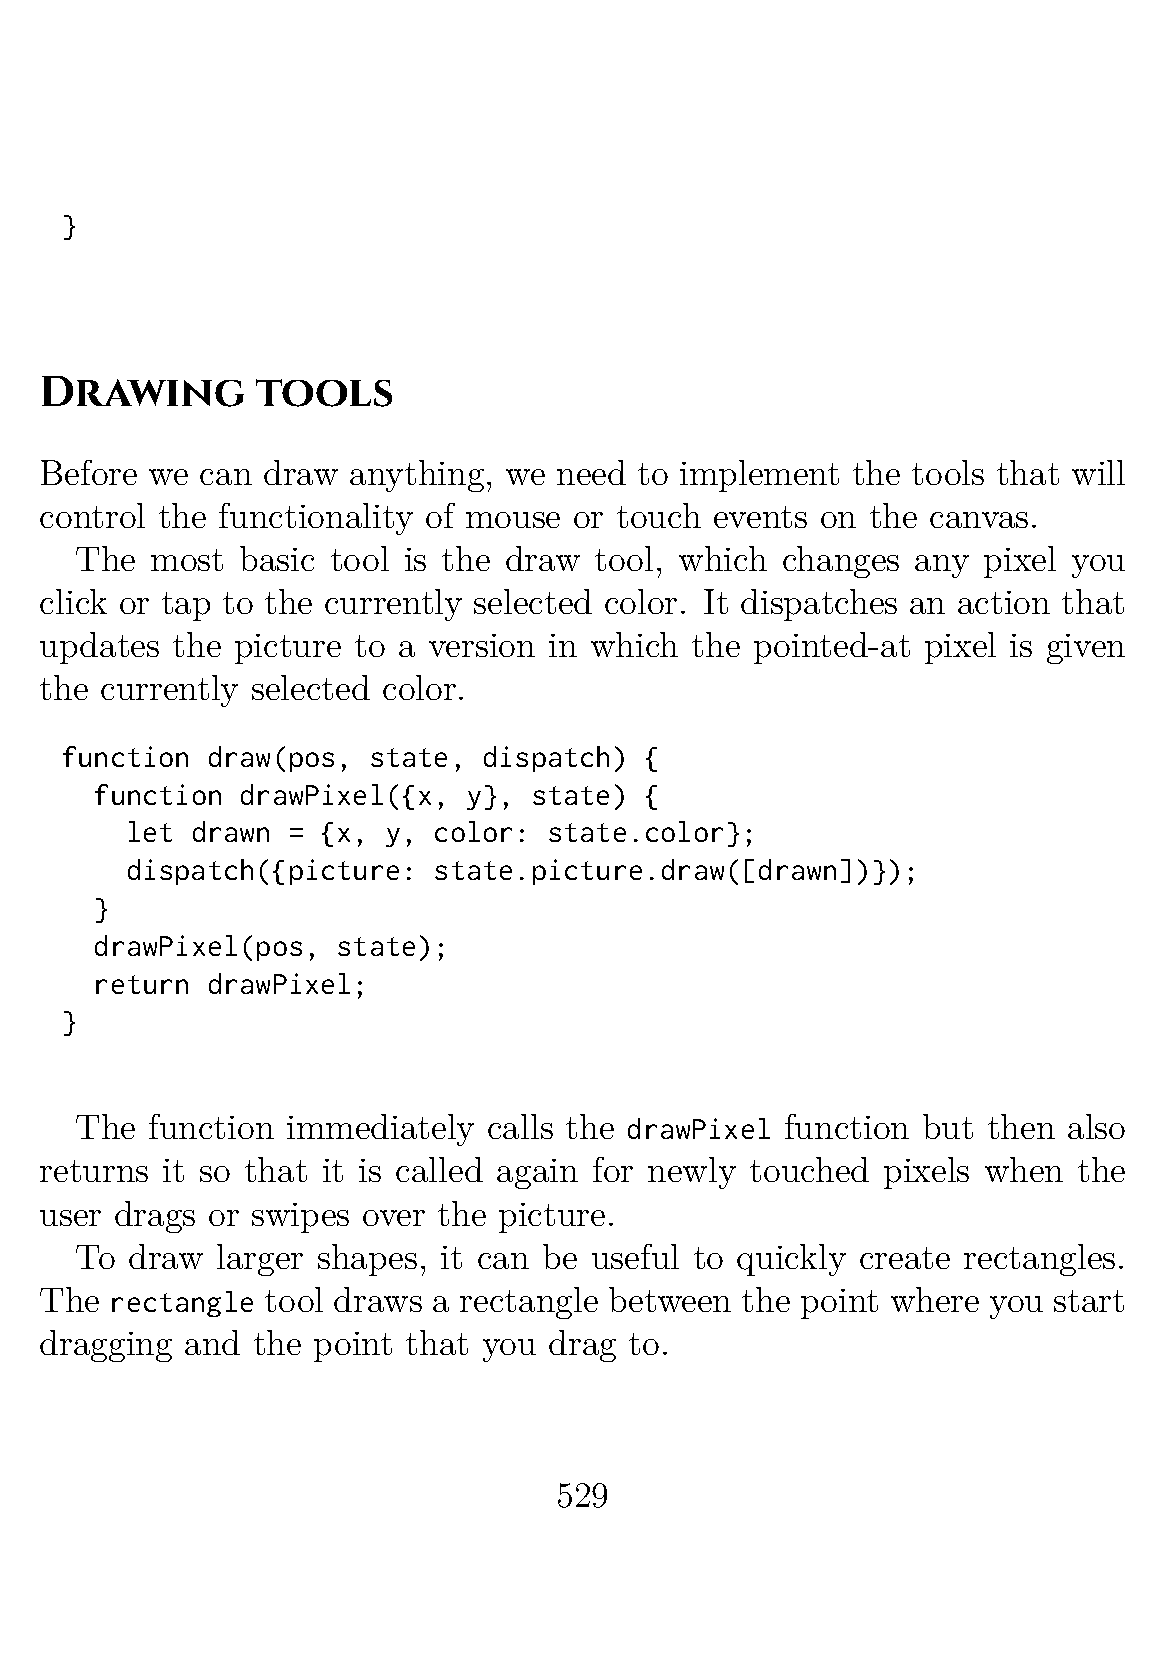 }
Drawing tools
Before we can draw anything, we need to implement the tools that will
control the functionality of mouse or touch events on the canvas.
The most basic tool is the draw tool, which changes any pixel you
click or tap to the currently selected color. It dispatches an action that
updates the picture to a version in which the pointed-at pixel is given
the currently selected color.
function draw(pos, state, dispatch) {
  function drawPixel({x, y}, state) {
    let drawn = {x, y, color: state.color};
    dispatch({picture: state.picture.draw([drawn])});
  }
  drawPixel(pos, state);
  return drawPixel;
}
The function immediately calls the drawPixel function but then also
returns it so that it is called again for newly touched pixels when the
user drags or swipes over the picture.
To draw larger shapes, it can be useful to quickly create rectangles.
The rectangle tool draws a rectangle between the point where you start
dragging and the point that you drag to.
529